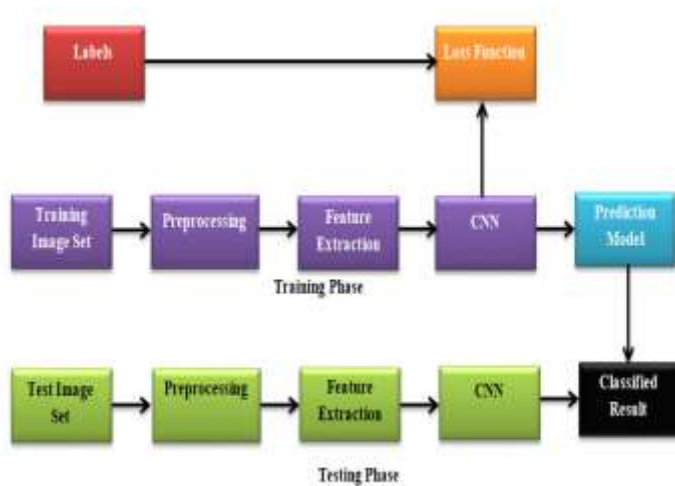 Labels
Loss Function
Training
Image Set
Preprocessing
Feature
Extraction
CNN
Prediction
Model
Training Phase
Test Image
Set
Preprocessing
Feature
Extraction
CNN
Classified
Result
Testing Phase